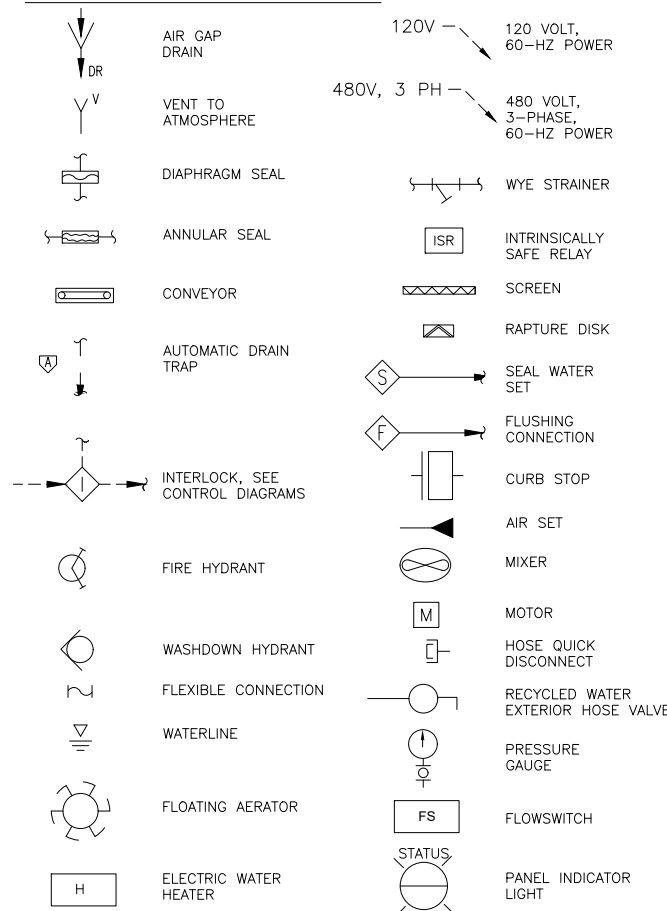 AIR GAP
DRAIN
DR
V
VENT TO
ATMOSPHERE
DIAPHRAGM SEAL
ANNULAR SEAL
CONVEYOR
A
AUTOMATIC DRAIN
TRAP
I
INTERLOCK, SEE
CONTROL DIAGRAMS
FIRE HYDRANT
WASHDOWN HYDRANT
FLEXIBLE CONNECTION
WATERLINE
FLOATING AERATOR
H
ELECTRIC WATER
HEATER
120V
120 VOLT,
60-HZ POWER
480V, 3 PH
480 VOLT,
3-PHASE,
60-HZ POWER
WYE STRAINER
ISR
INTRINSICALLY
SAFE RELAY
SCREEN
RAPTURE DISK
S
SEAL WATER
SET
F
FLUSHING
CONNECTION
CURB STOP
AIR SET
MIXER
M
MOTOR
HOSE QUICK
DISCONNECT
RECYCLED WATER
EXTERIOR HOSE VALVE
PRESSURE
GAUGE
FS
FLOWSWITCH
STATUS
PANEL INDICATOR
LIGHT